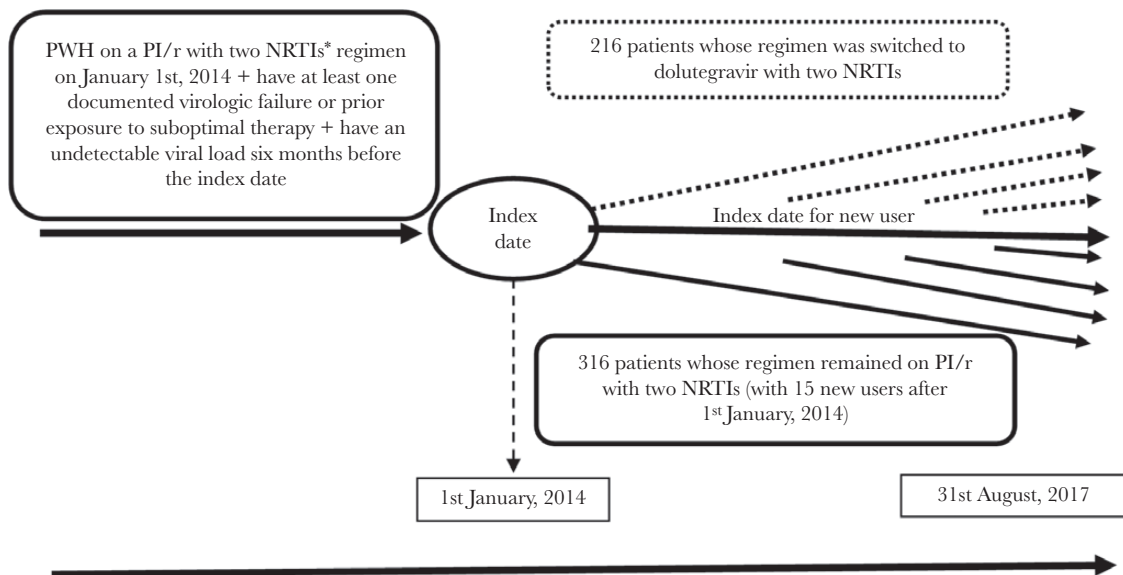 PWH on a PI/r with two NRTIs* regimen
on January 1st, 2014 + have at least one
documented virologic failure or prior
exposure to suboptimal therapy + have an
undetectable viral load six months before
the index date
216 patients whose regimen was switched to
dolutegravir with two NRTIs
Index
date
Index date for new user
316 patients whose regimen remained on PI/r
with two NRTIs (with 15 new users after
1st January, 2014)
1st January, 2014
31st August, 2017